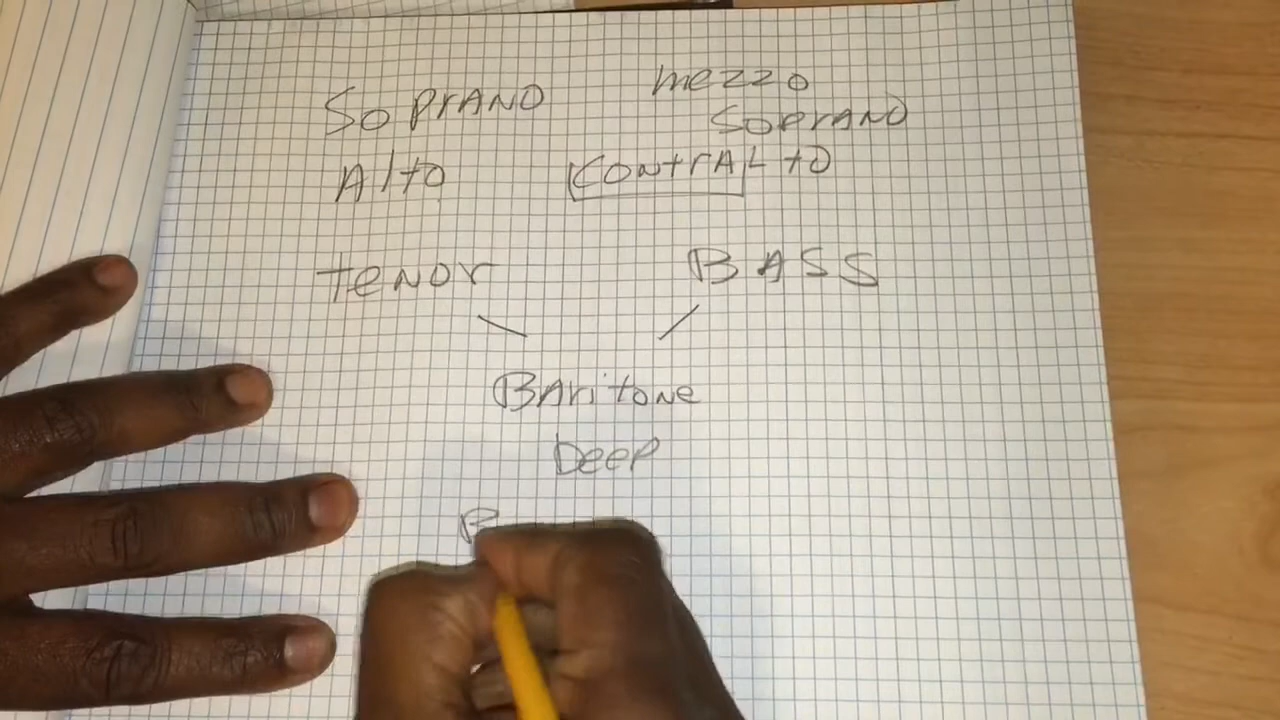 SoprANO mezzo
SoprANO
Alto CONtrALto
tenor BASS
BAritoNe
Deep
B